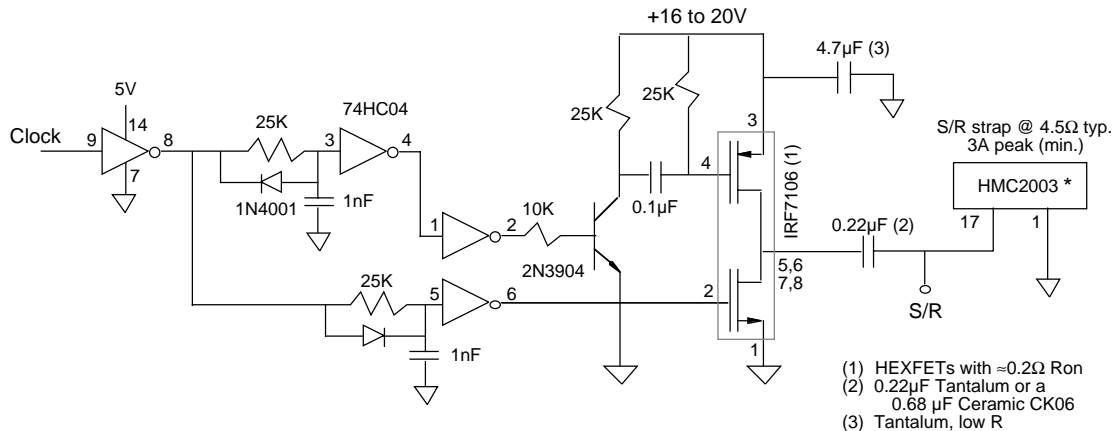 +16 to 20V
4.7µF (3)
5V
14
74HC04
25K
25K
25K
3
Clock
9
8
3
4
S/R strap @ 4.5Ω typ.
3A peak (min.)
7
4
HMC2003 *
1N4001
1nF
0.1µF
IRF7106 (1)
17
1
1
2
10K
0.22µF (2)
2N3904
5,6
7,8
25K
5
6
2
S/R
1nF
1
(1) HEXFETs with ≈0.2Ω Ron
(2) 0.22µF Tantalum or a
0.68 µF Ceramic CK06
(3) Tantalum, low R